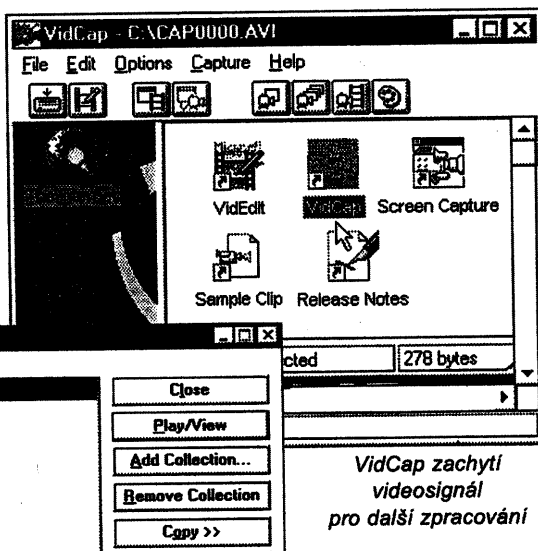 VidCap - C:\CAP0000.AVI
File Edit Options Capture Help
VidEdit
VidCap
Screen Capture
Sample Clip
Release Notes
cted
278 bytes
Close
Play/View
Add Collection...
Remove Collection
Copy >>
VidCap zachytí
videosignál
pro další zpracování